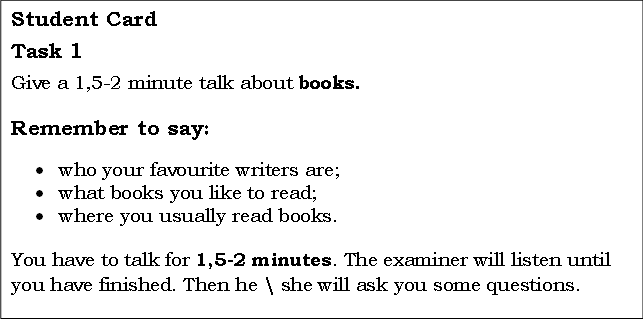 Student Card
Task 1
Give a 1,5-2 minute talk about books.
Remember to say:
• who your favourite writers are;
• what books you like to read;
• where you usually read books.
You have to talk for 1,5-2 minutes. The examiner will listen until
you have finished. Then he \ she will ask you some questions.